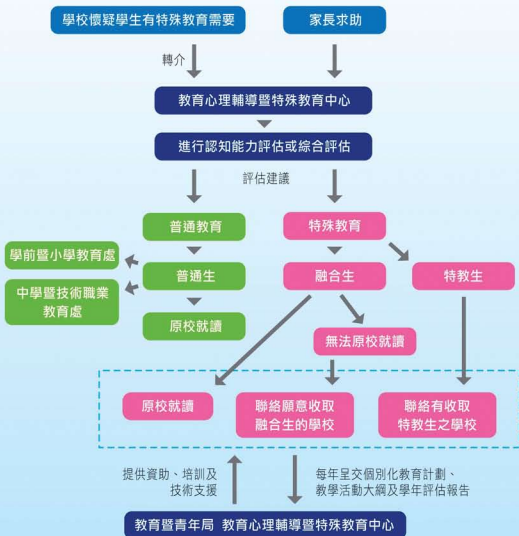 學校懷疑學生有特殊教育需要
家長求助
轉介
教育心理輔導暨特殊教育中心
進行認知能力評估或綜合評估
評估建議
普通教育
特殊教育
學前暨小學教育處
普通生
融合生
特教生
中學暨技術職業
教育處
原校就讀
無法原校就讀
原校就讀
聯絡願意收取
融合生的學校
聯絡有收取
特教生之學校
提供資助、培訓及
技術支援
每年呈交個別化教育計劃、
教學活動大綱及學年評估報告
教育暨青年局 教育心理輔導暨特殊教育中心